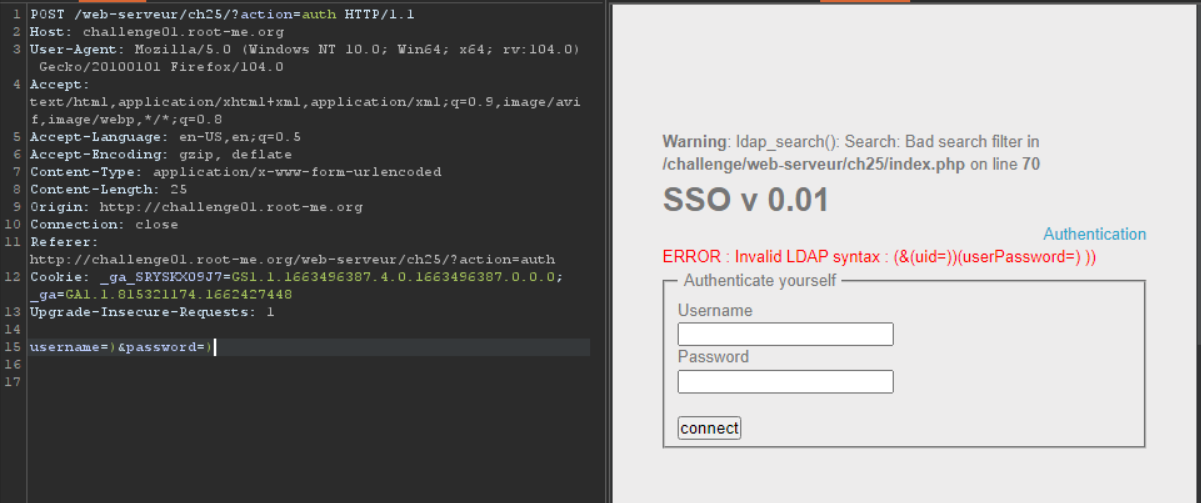 1 POST /web-serveur/ch25/?action=auth HTTP/1.1
2 Host: challenge01.root-me.org
3 User-Agent: Mozilla/5.0 (Windows NT 10.0; Win64; x64; rv:104.0)
Gecko/20100101 Firefox/104.0
4 Accept:
text/html,application/xhtml+xml,application/xml;q=0.9,image/avi
f,image/webp,*/*;q=0.8
5 Accept-Language: en-US,en;q=0.5
6 Accept-Encoding: gzip, deflate
7 Content-Type: application/x-www-form-urlencoded
8 Content-Length: 25
9 Origin: http://challenge01.root-me.org
10 Connection: close
11 Referer:
http://challenge01.root-me.org/web-serveur/ch25/?action=auth
12 Cookie: _ga_SRYSKX09J7=GS1.1.1663496387.4.0.1663496387.0.0.0;
_ga=GA1.1.815321174.1662427448
13 Upgrade-Insecure-Requests: 1
14
15 username=)&password=)
16
17
Warning: ldap_search(): Search: Bad search filter in
/challenge/web-serveur/ch25/index.php on line 70
SSO v 0.01
Authentication
ERROR : Invalid LDAP syntax : (&(uid=))(userPassword=) ))
Authenticate yourself
Username
Password
connect